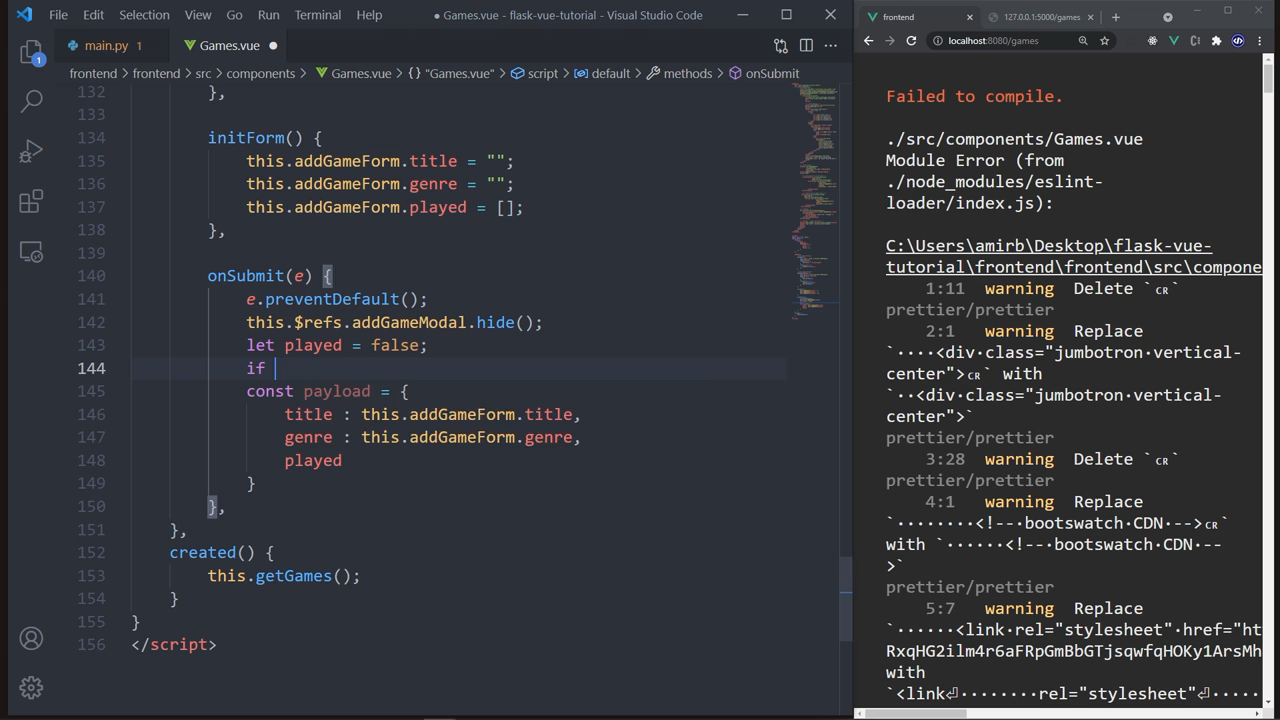 File Edit Selection View Go Run Terminal Help
● Games.vue - flask-vue-tutorial - Visual Studio Code
main.py 1
Games.vue
frontend > frontend > src > components > Games.vue > {} "Games.vue" > script > default > methods > onSubmit
132 },
133
134 initForm() {
135 this.addGameForm.title = "";
136 this.addGameForm.genre = "";
137 this.addGameForm.played = [];
138 },
139
140 onSubmit(e) {
141 e.preventDefault();
142 this.$refs.addGameModal.hide();
143 let played = false;
144 if
145 const payload = {
146 title : this.addGameForm.title,
147 genre : this.addGameForm.genre,
148 played
149 }
150 },
151 },
152 created() {
153 this.getGames();
154 }
155 }
156 </script>
1
frontend
127.0.0.1:5000/games
localhost:8080/games
Failed to compile.
./src/components/Games.vue
Module Error (from
./node_modules/eslint-
loader/index.js):
C:\Users\amirb\Desktop\flask-vue-
tutorial\frontend\frontend\src\compone
1:11 warning Delete `␍`
prettier/prettier
2:1 warning Replace
`····<div·class="jumbotron·vertical-
center">␍` with
`··<div·class="jumbotron·vertical-
center">`
prettier/prettier
3:28 warning Delete `␍`
prettier/prettier
4:1 warning Replace
`········<!--·bootswatch·CDN·-->␍`
with `······<!--·bootswatch·CDN·--
>`
prettier/prettier
5:7 warning Replace
`······<link·rel="stylesheet"·href="ht
RxqHG2ilm4r6aFRpGmBbGTjsqwfqHOKy1ArsMh
with
`<link⏎········rel="stylesheet"⏎·····